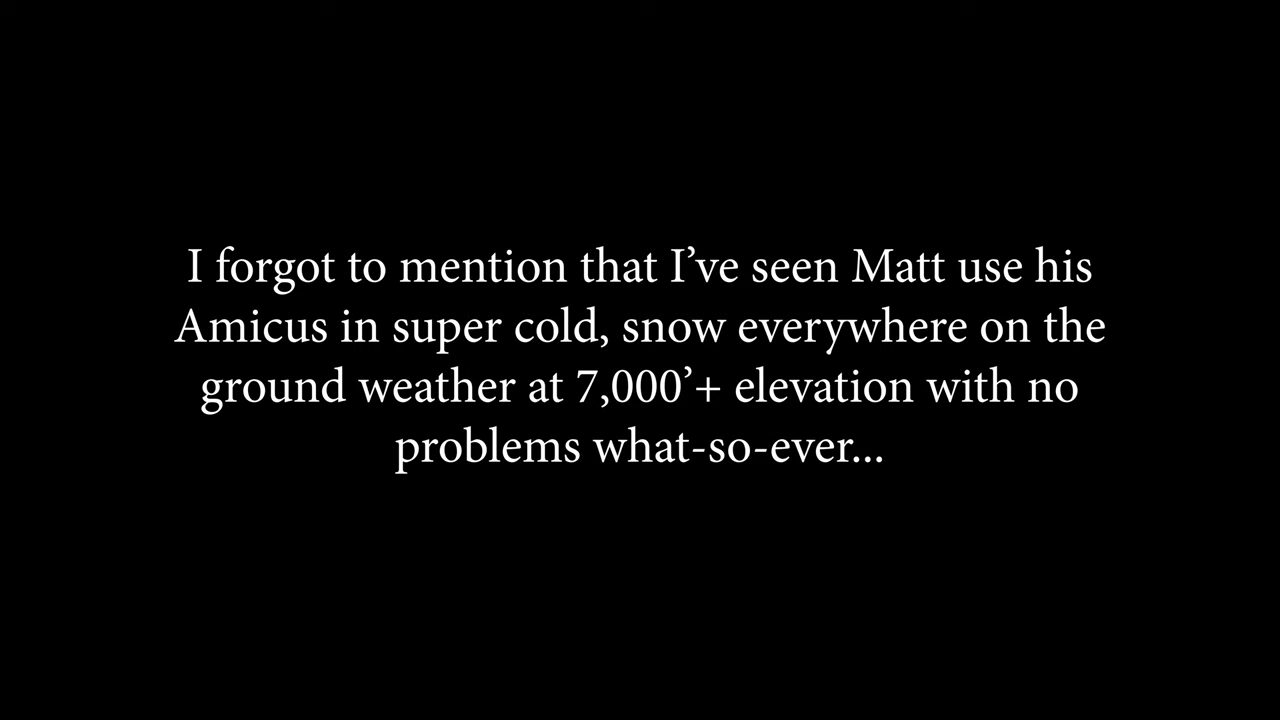 I forgot to mention that I’ve seen Matt use his
Amicus in super cold, snow everywhere on the
ground weather at 7,000’+ elevation with no
problems what-so-ever...